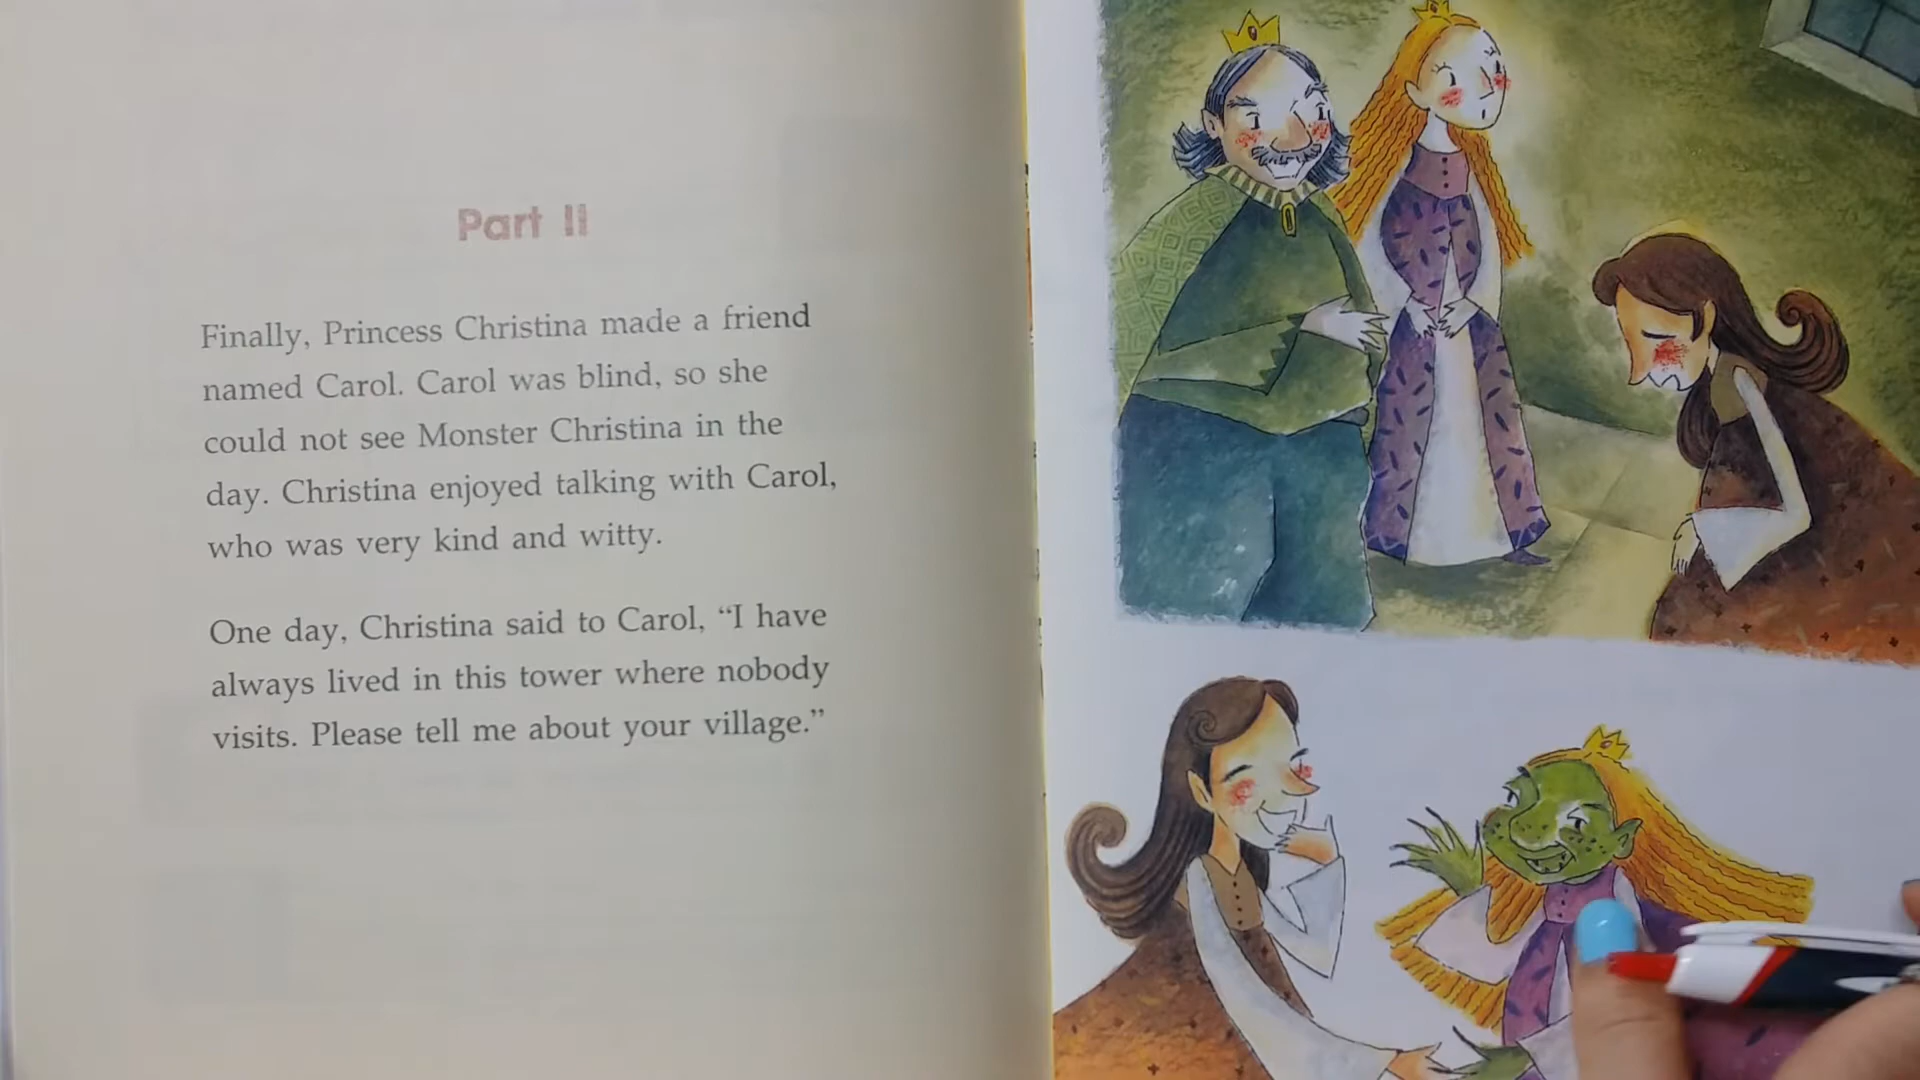 Part II
Finally, Princess Christina made a friend
named Carol. Carol was blind, so she
could not see Monster Christina in the
day. Christina enjoyed talking with Carol,
who was very kind and witty.
One day, Christina said to Carol, “I have
always lived in this tower where nobody
visits. Please tell me about your village.”